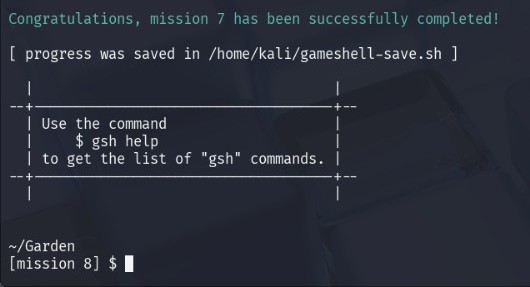 Congratulations, mission 7 has been successfully completed!
[ progress was saved in /home/kali/gameshell-save.sh ]
Use the command
$ gsh help
to get the list of "gsh" commands.
~/Garden
[mission 8] $